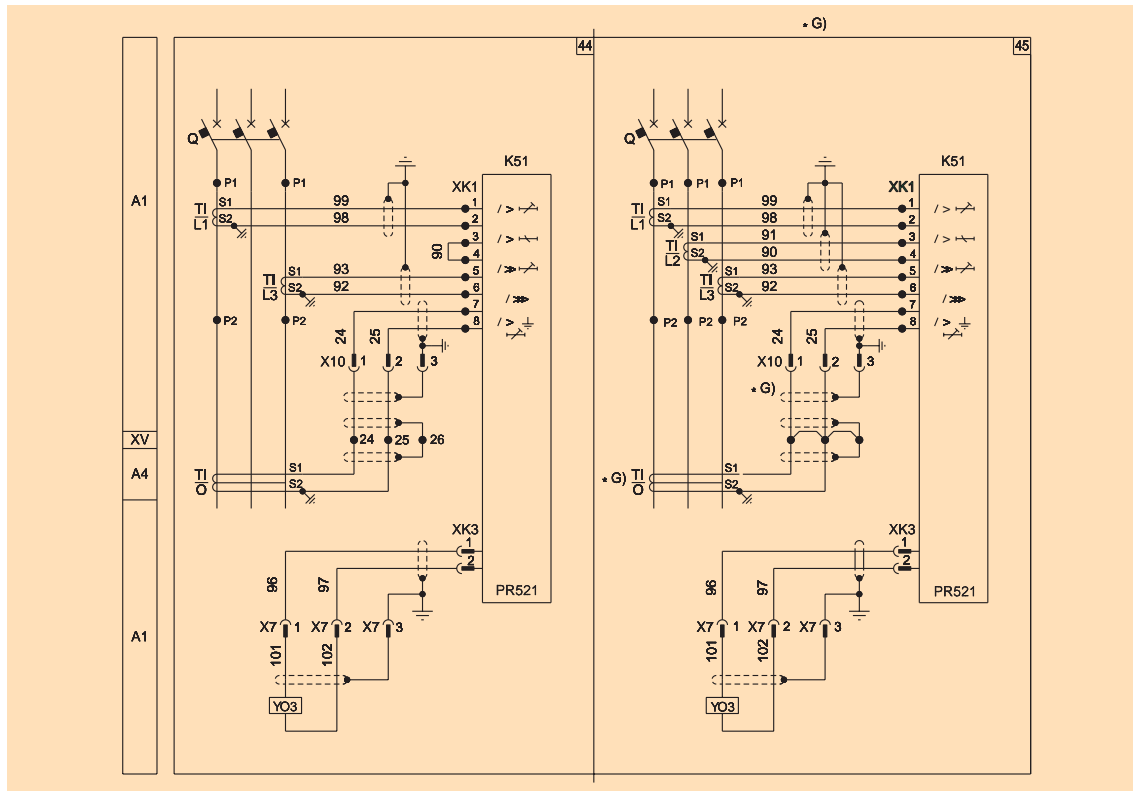 * G)
44
45
A1
XV
A4
A1
Q
P1
P1
K51
XK1
TI
L1
S1
S2
99
98
1
2
3
4
5
6
7
8
90
/ >
/ >
/ >>
/ >>>
/ >
TI
L3
S1
S2
93
92
P2
P2
24
25
X10
1
2
3
24
25
26
TI
O
S1
S2
XK3
1
2
96
97
PR521
X7
1
X7
2
X7
3
101
102
YO3
Q
P1
P1
P1
K51
XK1
TI
L1
S1
S2
99
98
1
2
3
4
5
6
7
8
TI
L2
S1
S2
91
90
/ >
/ >
/ >>
/ >>>
/ >
TI
L3
S1
S2
93
92
P2
P2
P2
24
25
X10
1
2
3
* G)
* G)
TI
O
S1
S2
XK3
1
2
96
97
PR521
X7
1
X7
2
X7
3
101
102
YO3